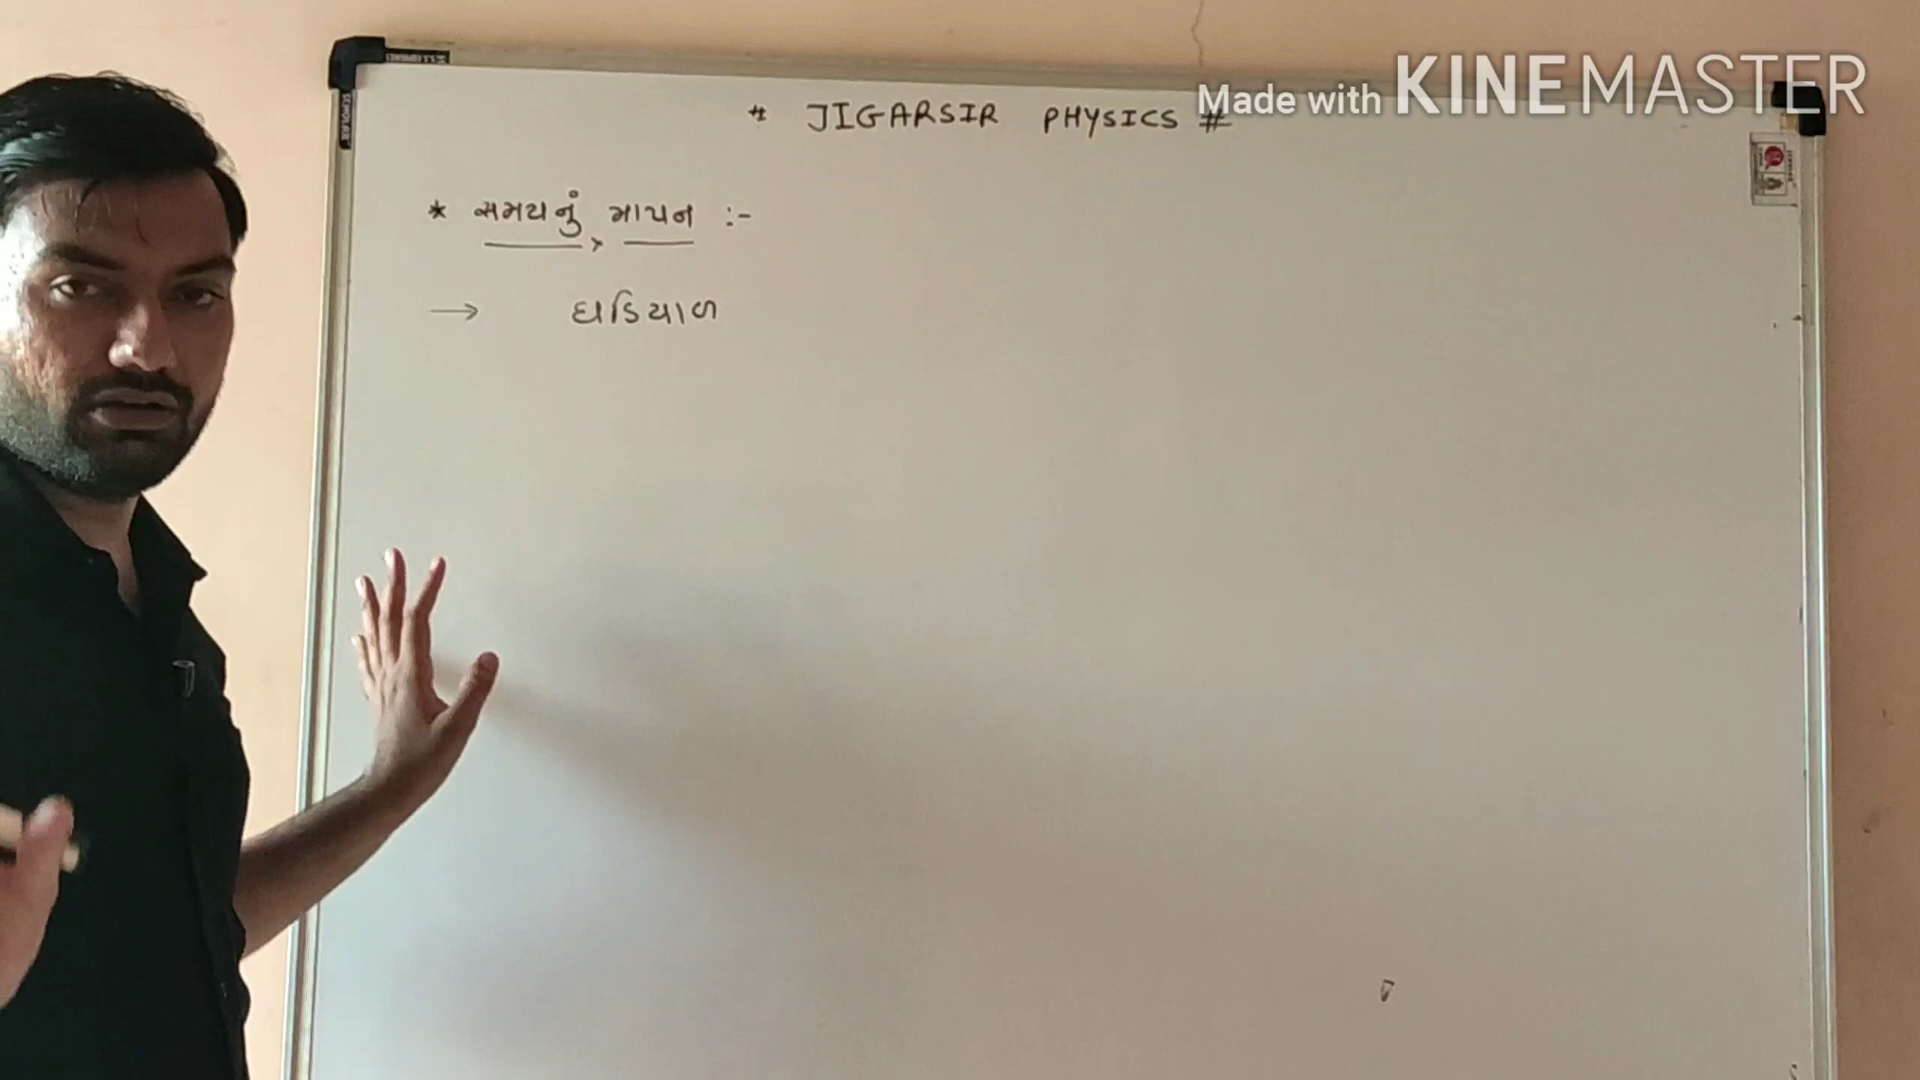 Made with KINEMASTER
# JIGARSIR PHYSICS #
* સમયનું માપન :-
→ ઘડિયાળ